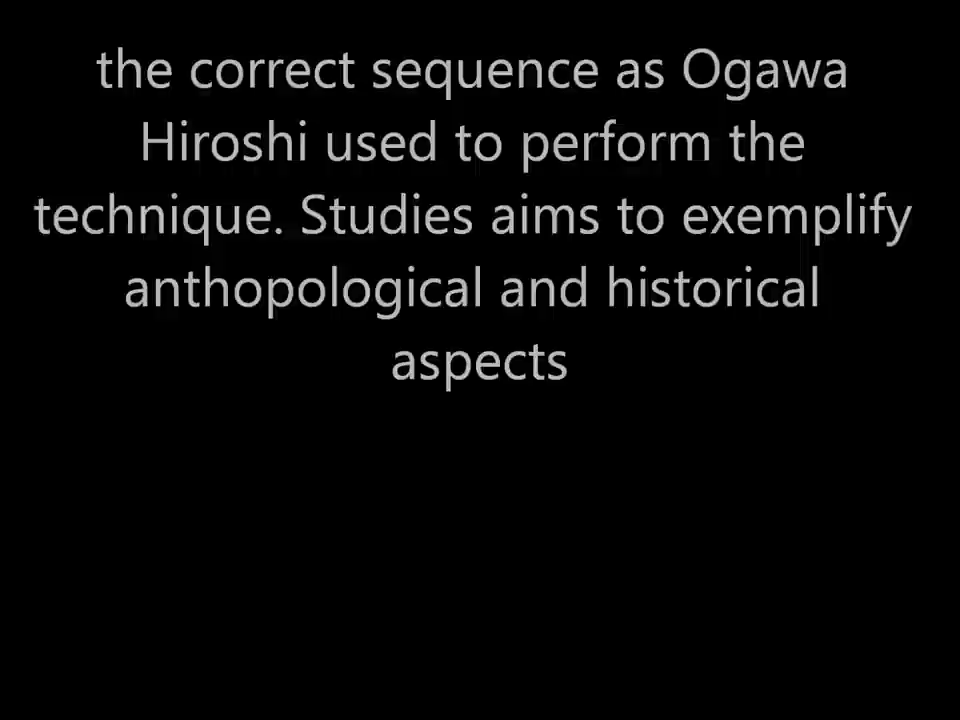 the correct sequence as Ogawa
Hiroshi used to perform the
technique. Studies aims to exemplify
anthopological and historical
aspects